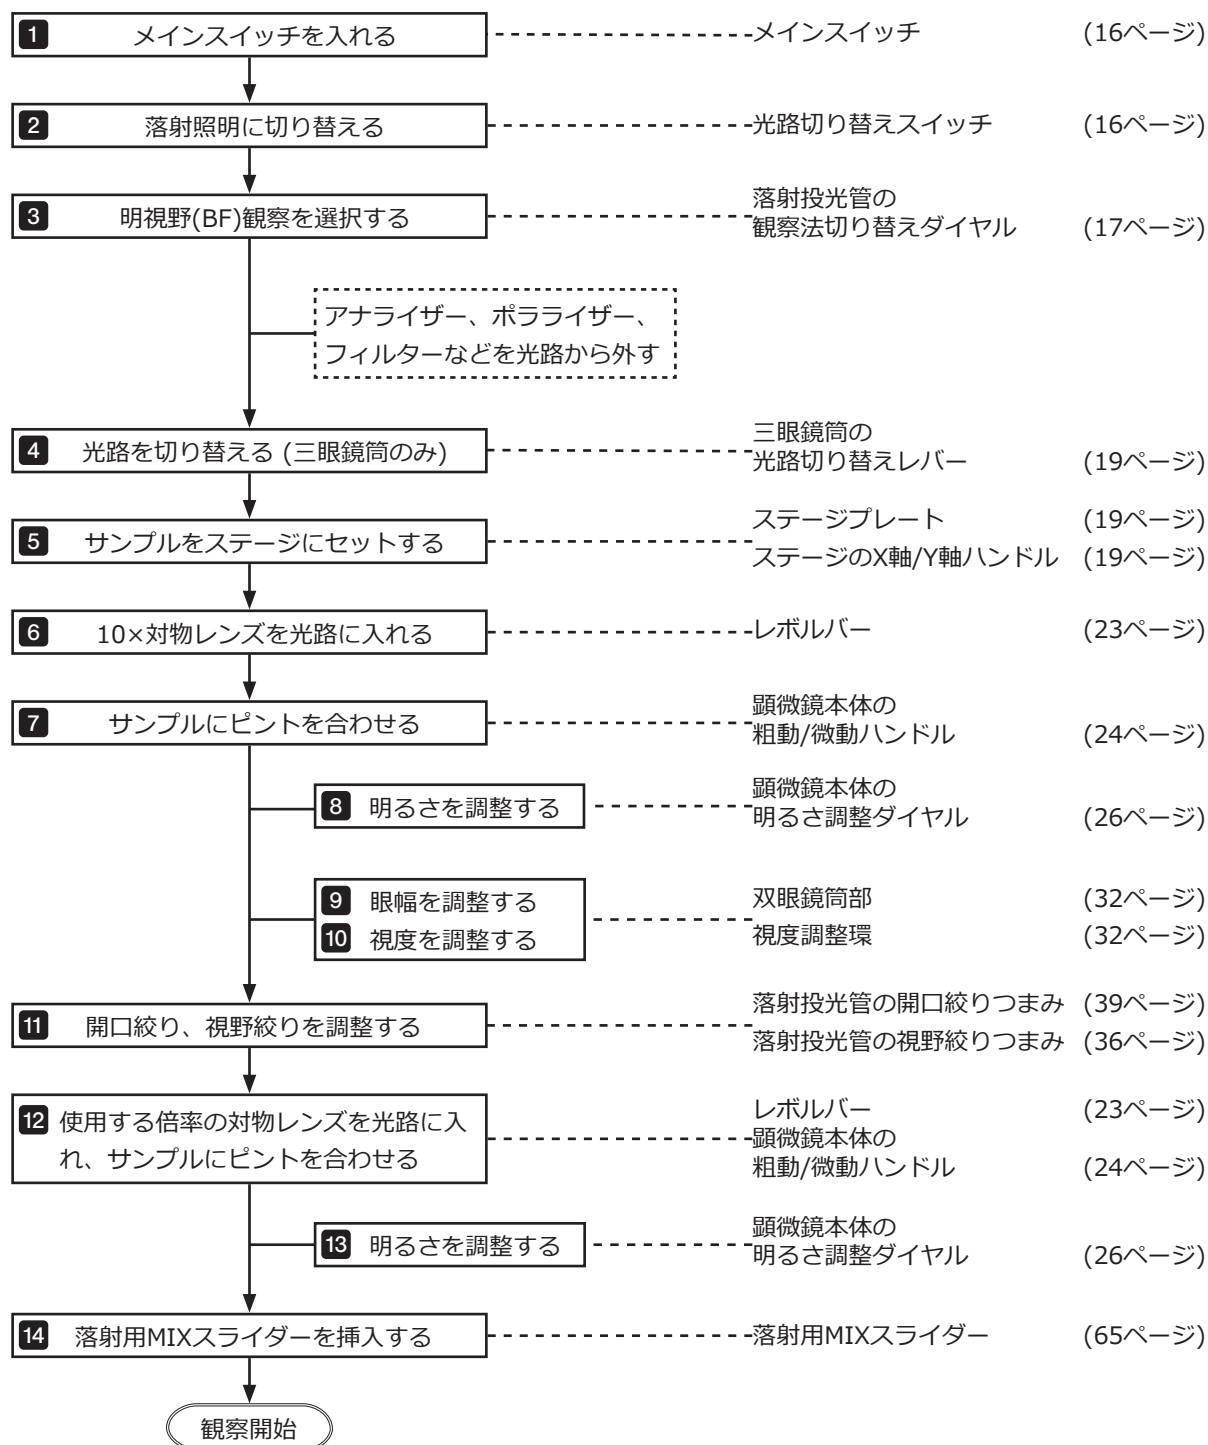 1 メインスイッチを入れる メインスイッチ (16ページ)
2 落射照明に切り替える 光路切り替えスイッチ (16ページ)
3 明視野(BF)観察を選択する 落射投光管の
観察法切り替えダイヤル (17ページ)
アナライザー、ポラライザー、
フィルターなどを光路から外す
4 光路を切り替える (三眼鏡筒のみ) 三眼鏡筒の
光路切り替えレバー (19ページ)
5 サンプルをステージにセットする ステージプレート (19ページ)
ステージのX軸/Y軸ハンドル (19ページ)
6 10×対物レンズを光路に入れる レボルバー (23ページ)
7 サンプルにピントを合わせる 顕微鏡本体の
粗動/微動ハンドル (24ページ)
8 明るさを調整する 顕微鏡本体の
明るさ調整ダイヤル (26ページ)
9 眼幅を調整する 双眼鏡筒部 (32ページ)
10 視度を調整する 視度調整環 (32ページ)
11 開口絞り、視野絞りを調整する 落射投光管の開口絞りつまみ (39ページ)
落射投光管の視野絞りつまみ (36ページ)
12 使用する倍率の対物レンズを光路に入 レボルバー (23ページ)
れ、サンプルにピントを合わせる 顕微鏡本体の
粗動/微動ハンドル (24ページ)
13 明るさを調整する 顕微鏡本体の
明るさ調整ダイヤル (26ページ)
14 落射用MIXスライダーを挿入する 落射用MIXスライダー (65ページ)
観察開始